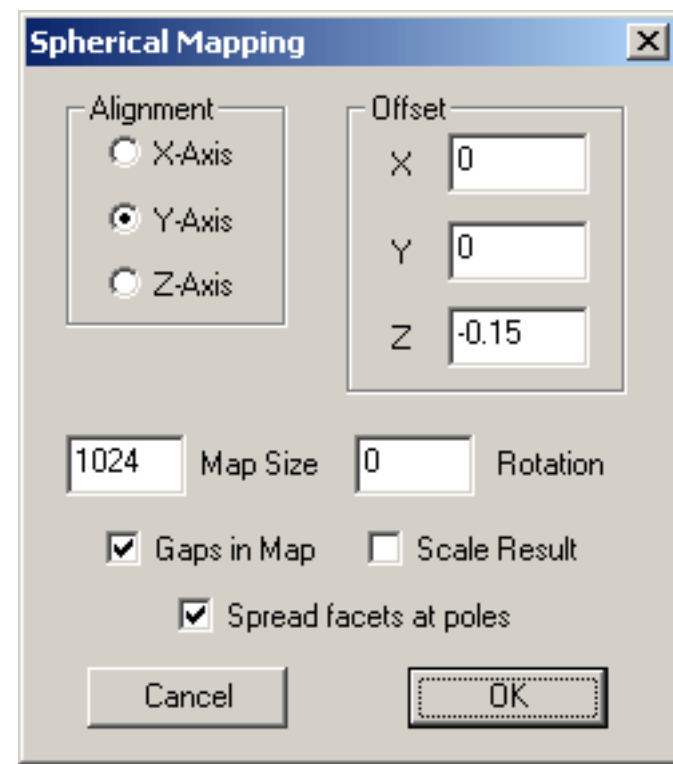 Spherical Mapping
Alignment
X-Axis
Y-Axis
Z-Axis
Offset
X 0
Y 0
Z -0.15
1024 Map Size 0 Rotation
Gaps in Map Scale Result
Spread facets at poles
Cancel OK